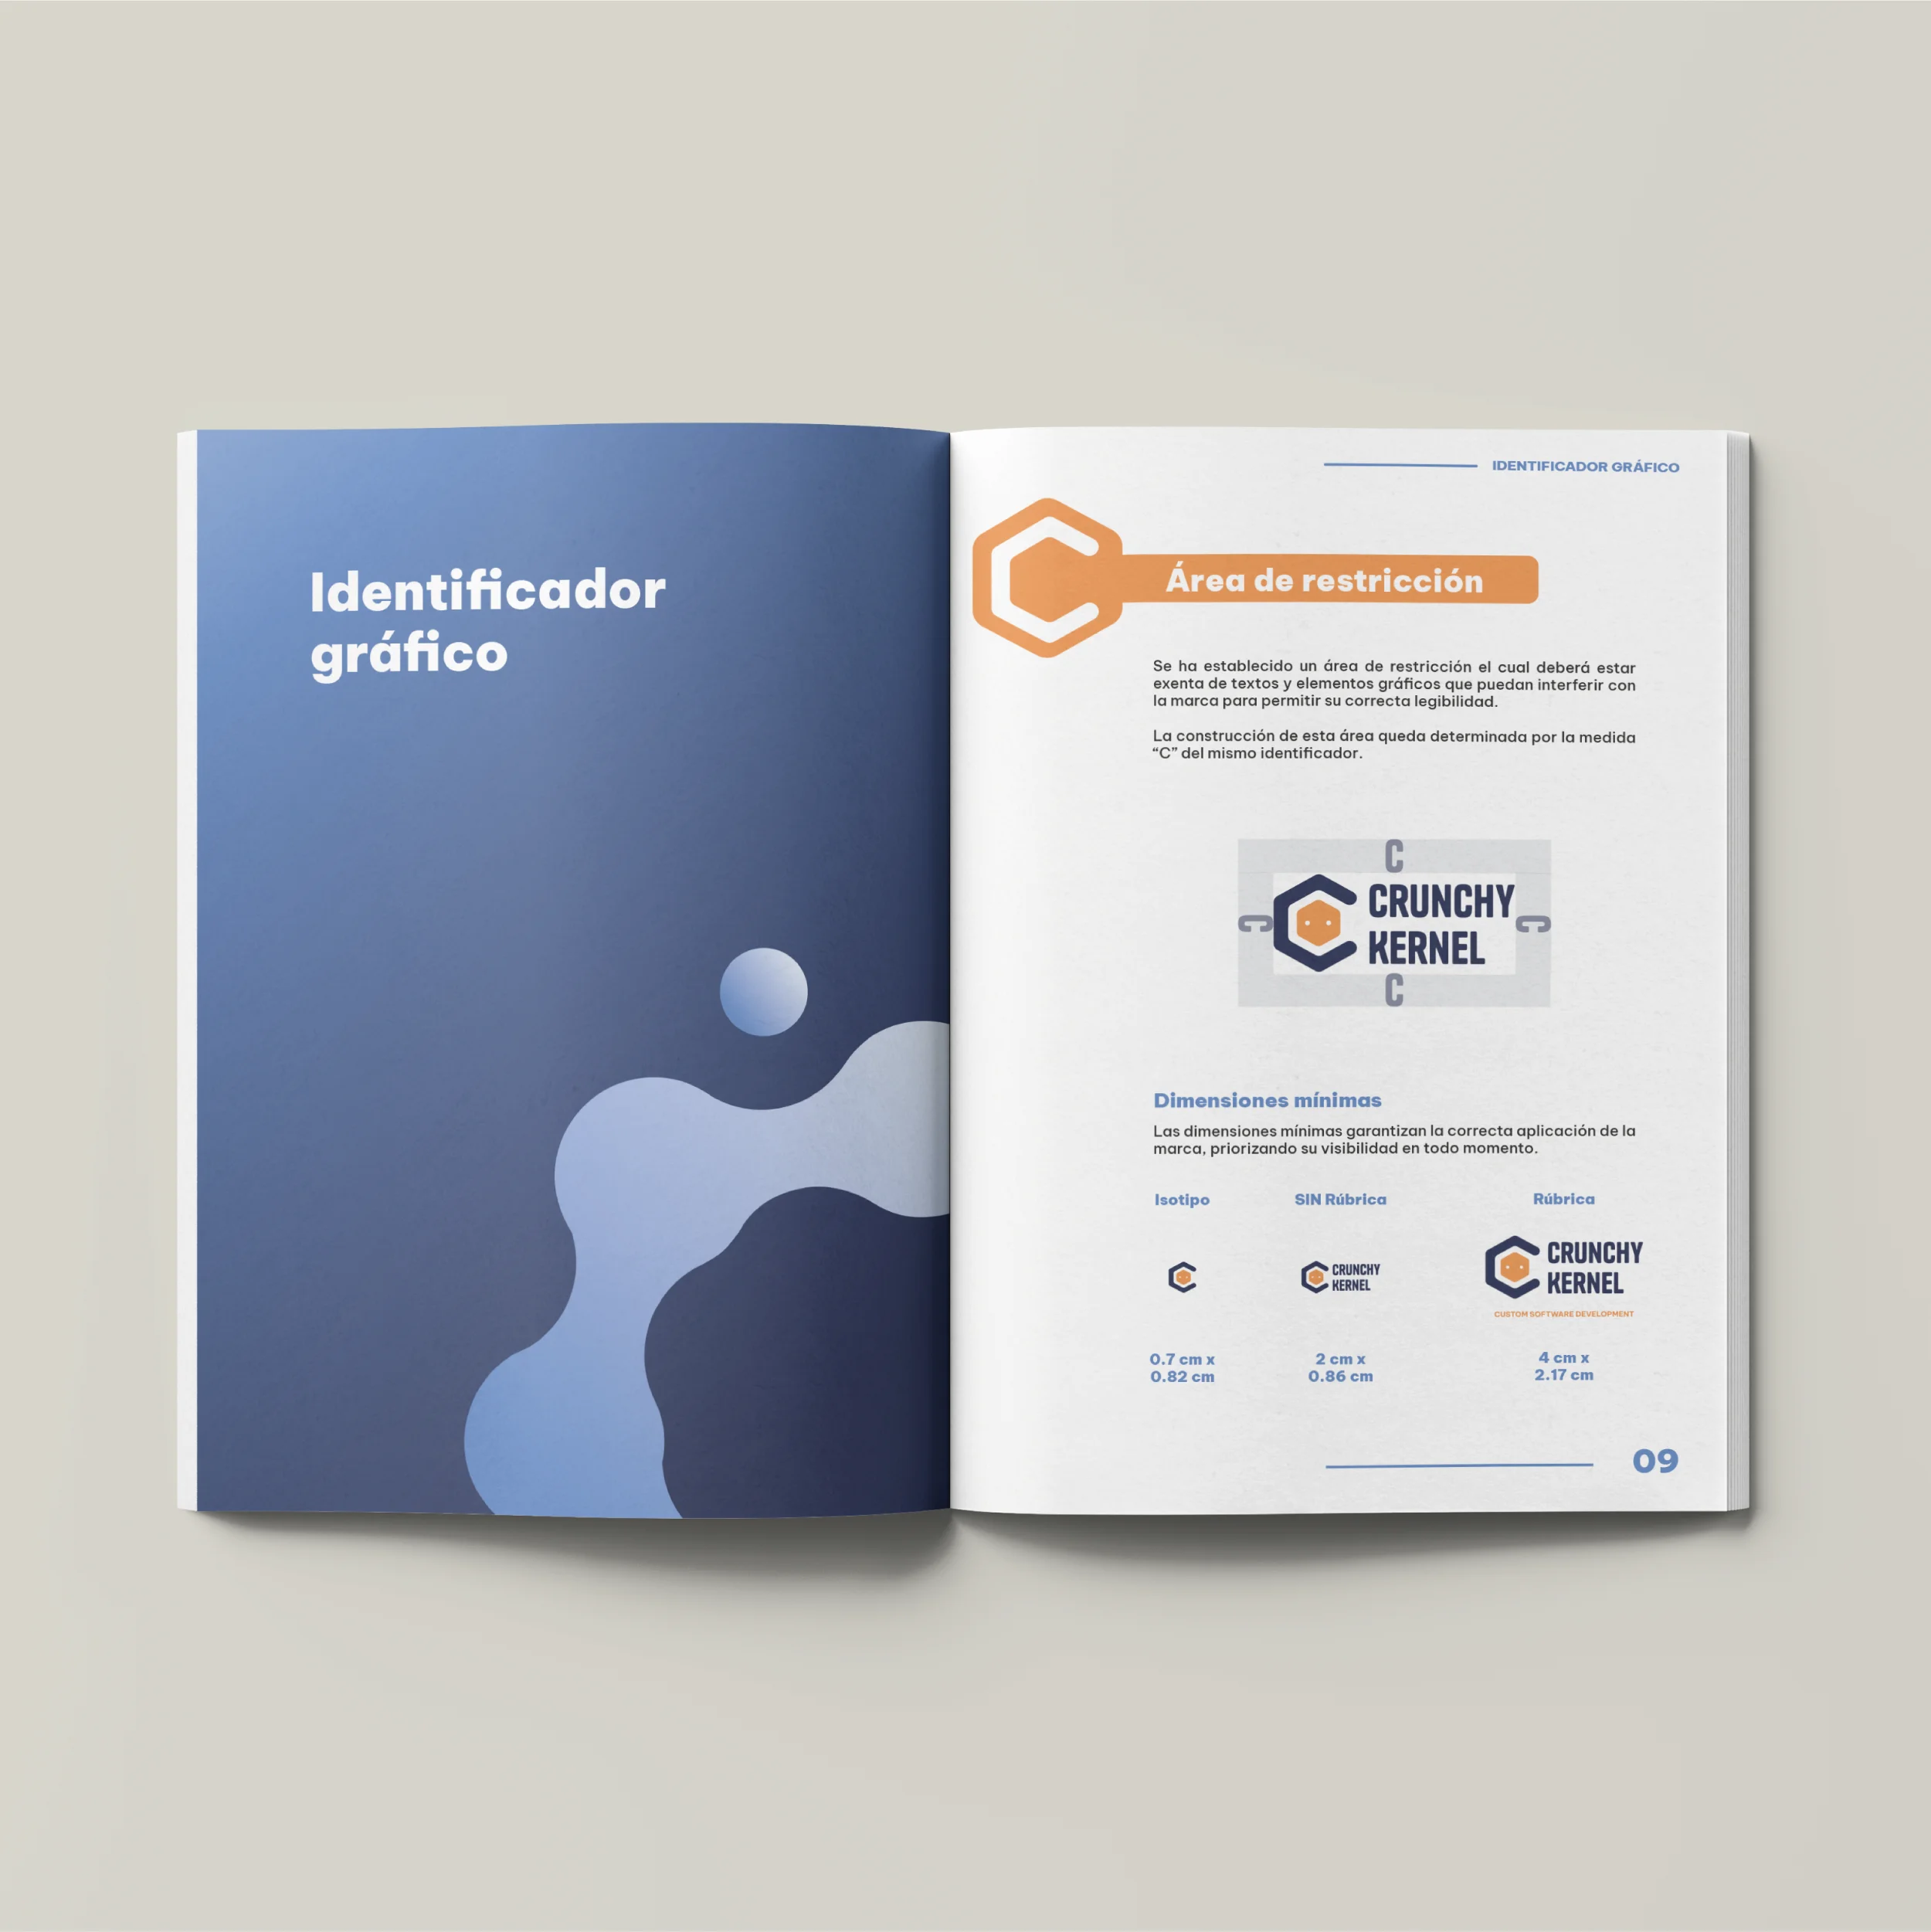 Identificador
gráfico
IDENTIFICADOR GRÁFICO
Área de restricción
Se ha establecido un área de restricción el cual deberá estar
exenta de textos y elementos gráficos que puedan interferir con
la marca para permitir su correcta legibilidad.
La construcción de esta área queda determinada por la medida
“C” del mismo identificador.
C
CRUNCHY
C
C
KERNEL
C
Dimensiones mínimas
Las dimensiones mínimas garantizan la correcta aplicación de la
marca, priorizando su visibilidad en todo momento.
Isotipo
SIN Rúbrica
Rúbrica
CRUNCHY
KERNEL
CRUNCHY
KERNEL
CUSTOM SOFTWARE DEVELOPMENT
0.7 cm x
0.82 cm
2 cm x
0.86 cm
4 cm x
2.17 cm
09